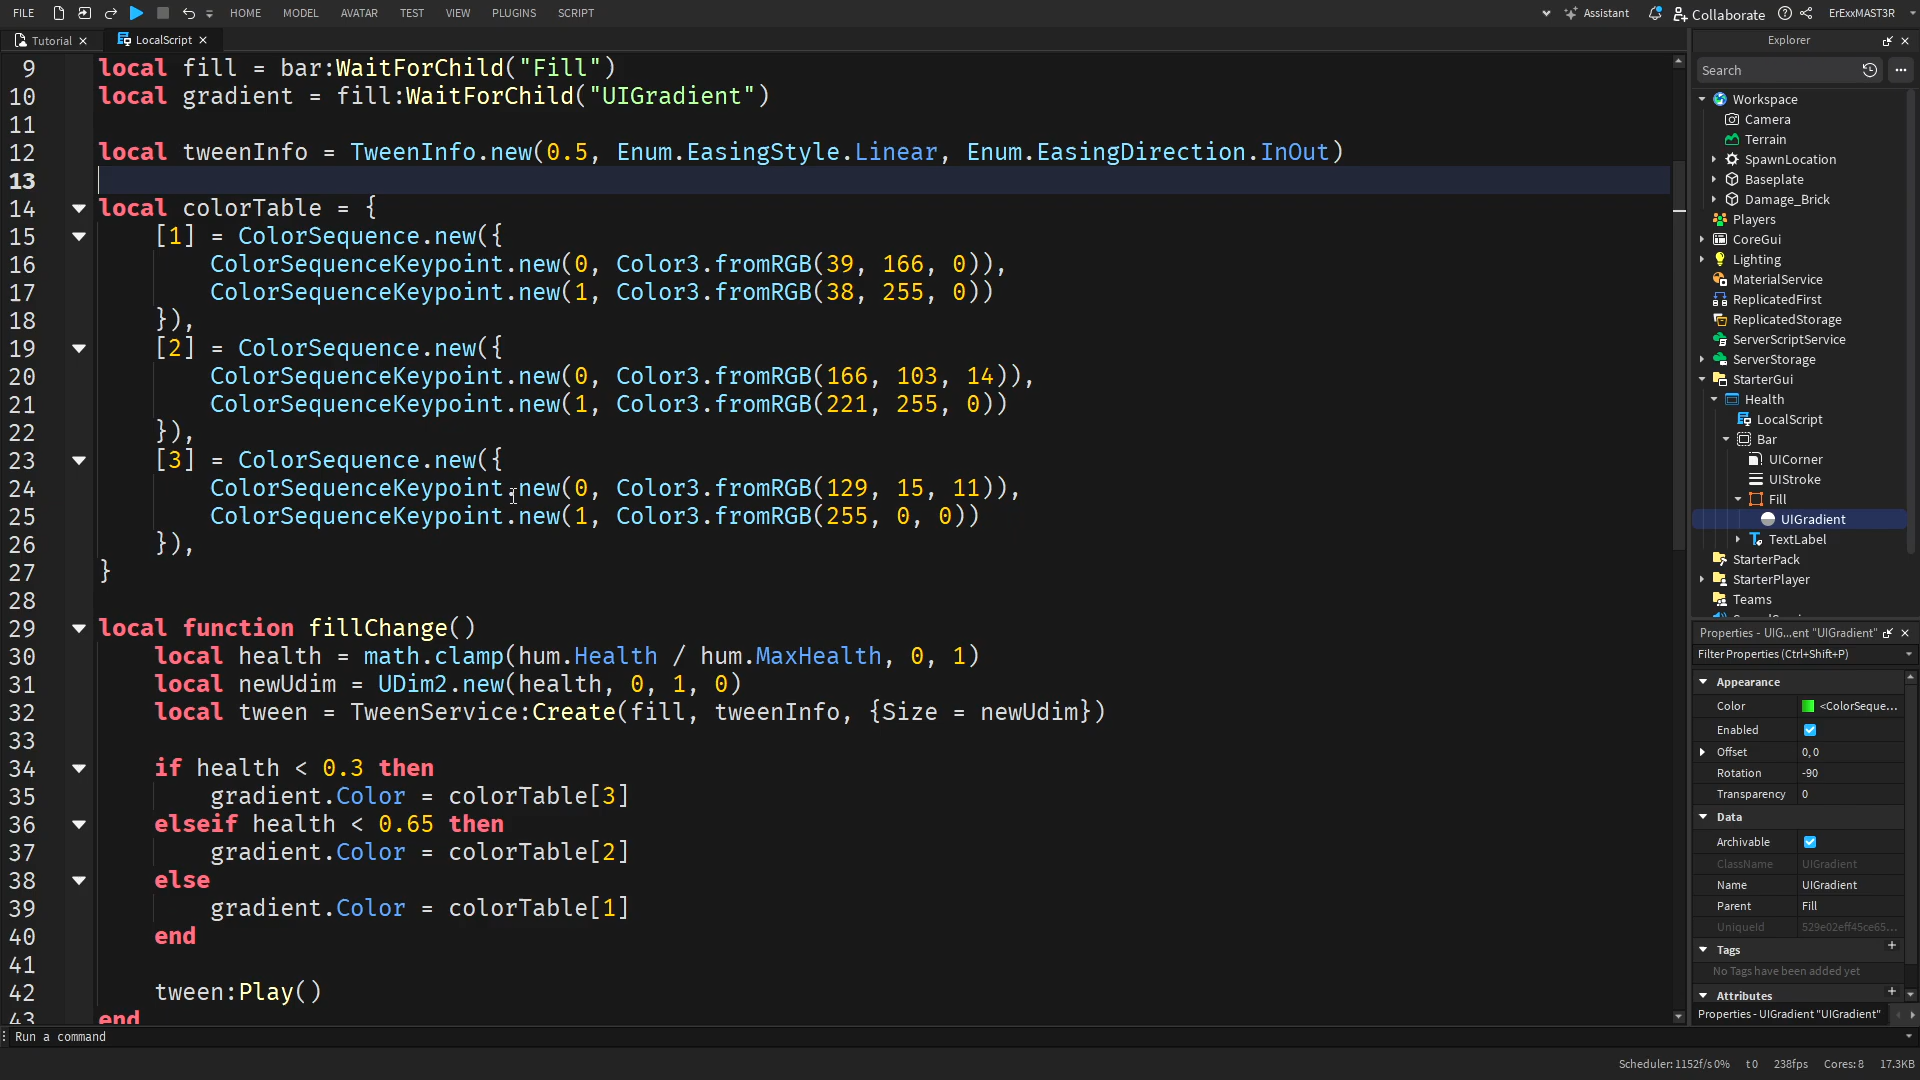 FILE HOME MODEL AVATAR TEST VIEW PLUGINS SCRIPT Assistant Collaborate ErExxMAST3R
Tutorial LocalScript
9 local fill = bar:WaitForChild("Fill")
10 local gradient = fill:WaitForChild("UIGradient")
11
12 local tweenInfo = TweenInfo.new(0.5, Enum.EasingStyle.Linear, Enum.EasingDirection.InOut)
13
14 local colorTable = {
15 [1] = ColorSequence.new({
16 ColorSequenceKeypoint.new(0, Color3.fromRGB(39, 166, 0)),
17 ColorSequenceKeypoint.new(1, Color3.fromRGB(38, 255, 0))
18 }),
19 [2] = ColorSequence.new({
20 ColorSequenceKeypoint.new(0, Color3.fromRGB(166, 103, 14)),
21 ColorSequenceKeypoint.new(1, Color3.fromRGB(221, 255, 0))
22 }),
23 [3] = ColorSequence.new({
24 ColorSequenceKeypoint.new(0, Color3.fromRGB(129, 15, 11)),
25 ColorSequenceKeypoint.new(1, Color3.fromRGB(255, 0, 0))
26 }),
27 }
28
29 local function fillChange()
30 local health = math.clamp(hum.Health / hum.MaxHealth, 0, 1)
31 local newUdim = UDim2.new(health, 0, 1, 0)
32 local tween = TweenService:Create(fill, tweenInfo, {Size = newUdim})
33
34 if health < 0.3 then
35 gradient.Color = colorTable[3]
36 elseif health < 0.65 then
37 gradient.Color = colorTable[2]
38 else
39 gradient.Color = colorTable[1]
40 end
41
42 tween:Play()
43 end
Explorer
Search
Workspace
Camera
Terrain
SpawnLocation
Baseplate
Damage_Brick
Players
CoreGui
Lighting
MaterialService
ReplicatedFirst
ReplicatedStorage
ServerScriptService
ServerStorage
StarterGui
Health
LocalScript
Bar
UICorner
UIStroke
Fill
UIGradient
TextLabel
StarterPack
StarterPlayer
Teams
Properties - UIG...ent "UIGradient"
Filter Properties (Ctrl+Shift+P)
Appearance
Color <ColorSeque...
Enabled
Offset 0, 0
Rotation -90
Transparency 0
Data
Archivable
ClassName UIGradient
Name UIGradient
Parent Fill
UniqueId 529e02eff45ce65...
Tags
No Tags have been added yet
Attributes
Properties - UIGradient "UIGradient"
Run a command
Scheduler: 1152f/s 0% t 0 238fps Cores: 8 17.3KB